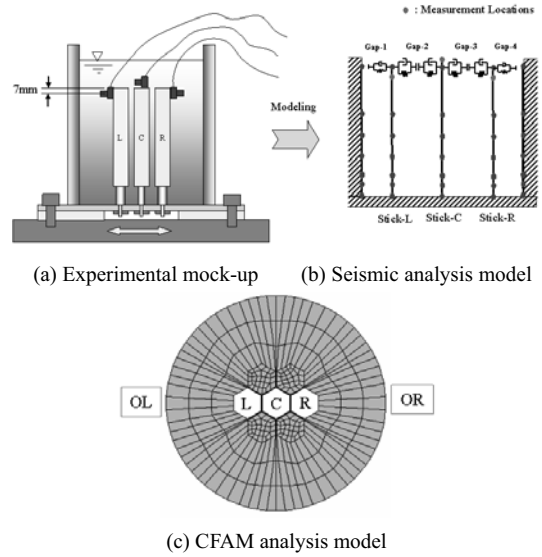 : Measurement Locations
Gap-1 Gap-2 Gap-3 Gap-4
7mm
L C R
Modeling
Stick-L Stick-C Stick-R
(a) Experimental mock-up (b) Seismic analysis model
OL L C R OR
(c) CFAM analysis model